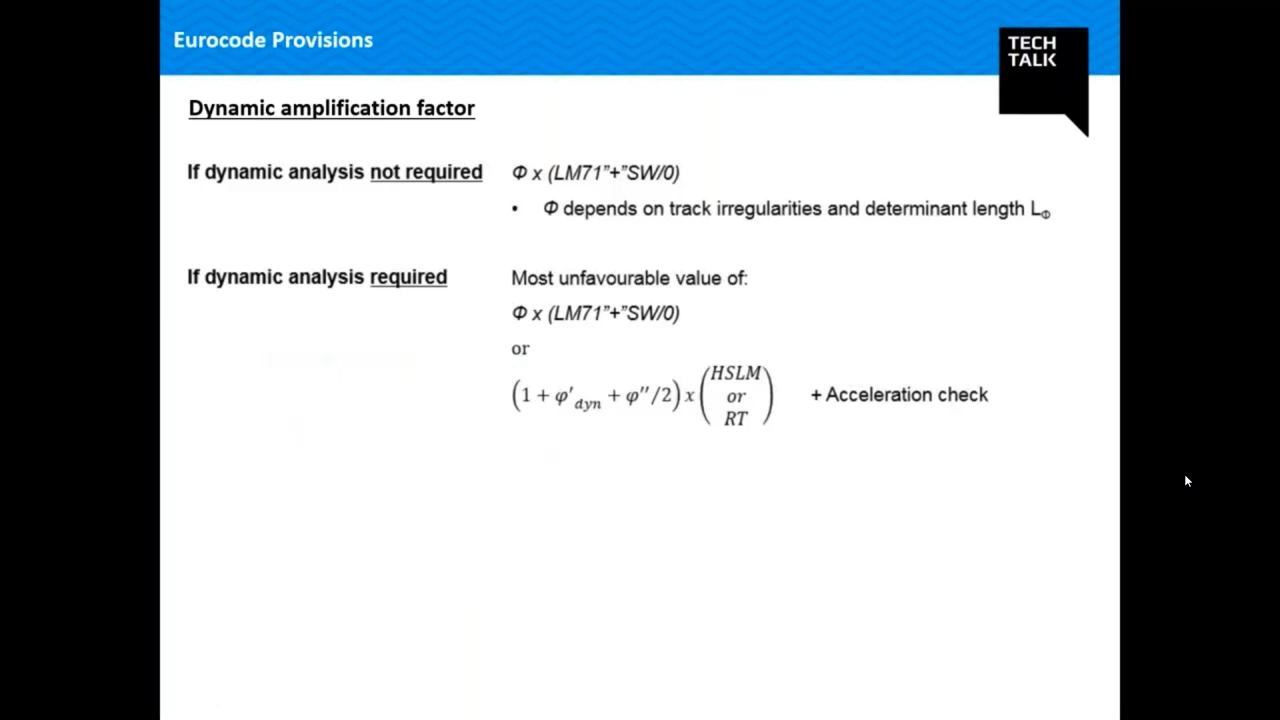 Eurocode Provisions
TECH
TALK
Dynamic amplification factor
If dynamic analysis not required
Φ x (LM71"+"SW/0)
• Φ depends on track irregularities and determinant length LΦ
If dynamic analysis required
Most unfavourable value of:
Φ x (LM71"+"SW/0)
or
(1 + φ′dyn + φ″/2) x (HSLM or RT) + Acceleration check